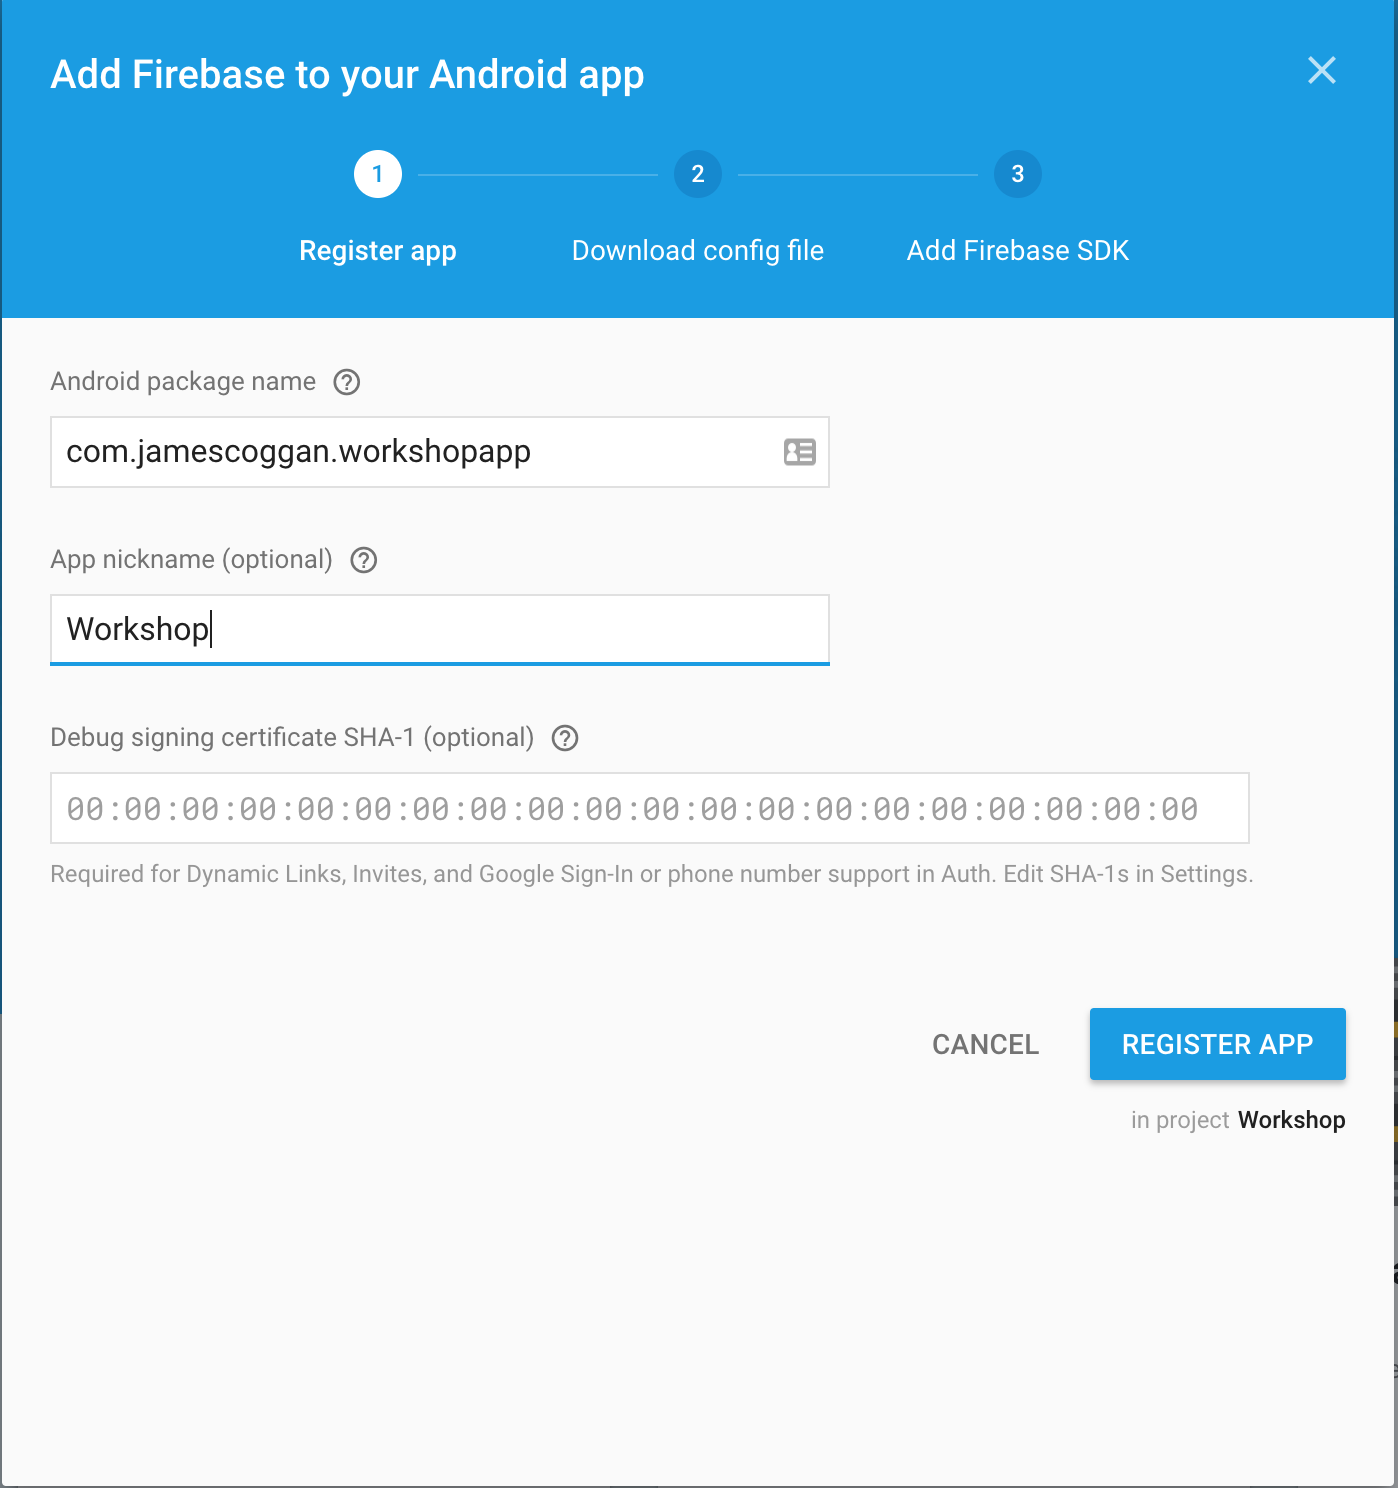 Add Firebase to your Android app
1
2
3
Register app
Download config file
Add Firebase SDK
Android package name ?
com.jamescoggan.workshopapp
App nickname (optional) ?
Workshop
Debug signing certificate SHA-1 (optional) ?
00:00:00:00:00:00:00:00:00:00:00:00:00:00:00:00:00:00:00:00
Required for Dynamic Links, Invites, and Google Sign-In or phone number support in Auth. Edit SHA-1s in Settings.
CANCEL
REGISTER APP
in project Workshop